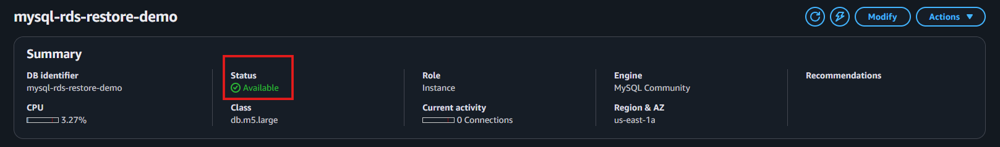 mysql-rds-restore-demo
Modify
Actions
Summary
DB identifier
mysql-rds-restore-demo
CPU
3.27%
Status
Available
Class
db.m5.large
Role
Instance
Current activity
0 Connections
Engine
MySQL Community
Region & AZ
us-east-1a
Recommendations